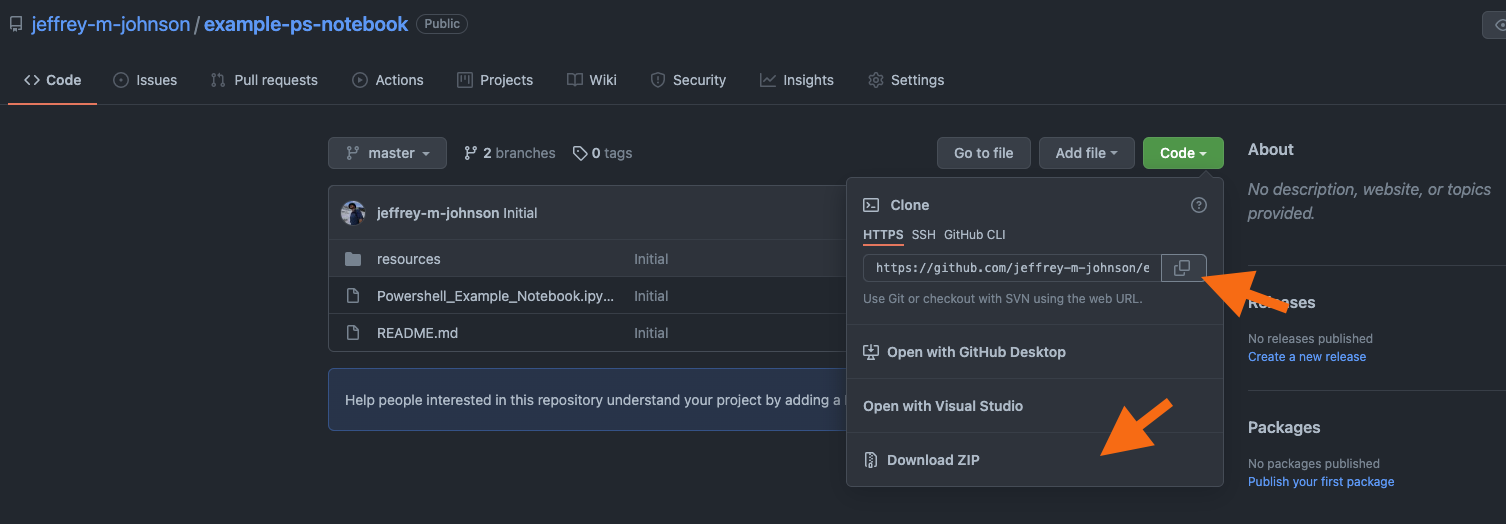 jeffrey-m-johnson / example-ps-notebook Public
Code Issues Pull requests Actions Projects Wiki Security Insights Settings
master 2 branches 0 tags Go to file Add file Code
jeffrey-m-johnson Initial
resources Initial
Powershell_Example_Notebook.ipy... Initial
README.md Initial
Help people interested in this repository understand your project by adding a
Clone
HTTPS SSH GitHub CLI
https://github.com/jeffrey-m-johnson/e
Use Git or checkout with SVN using the web URL.
Open with GitHub Desktop
Open with Visual Studio
Download ZIP
About
No description, website, or topics
provided.
Releases
No releases published
Create a new release
Packages
No packages published
Publish your first package